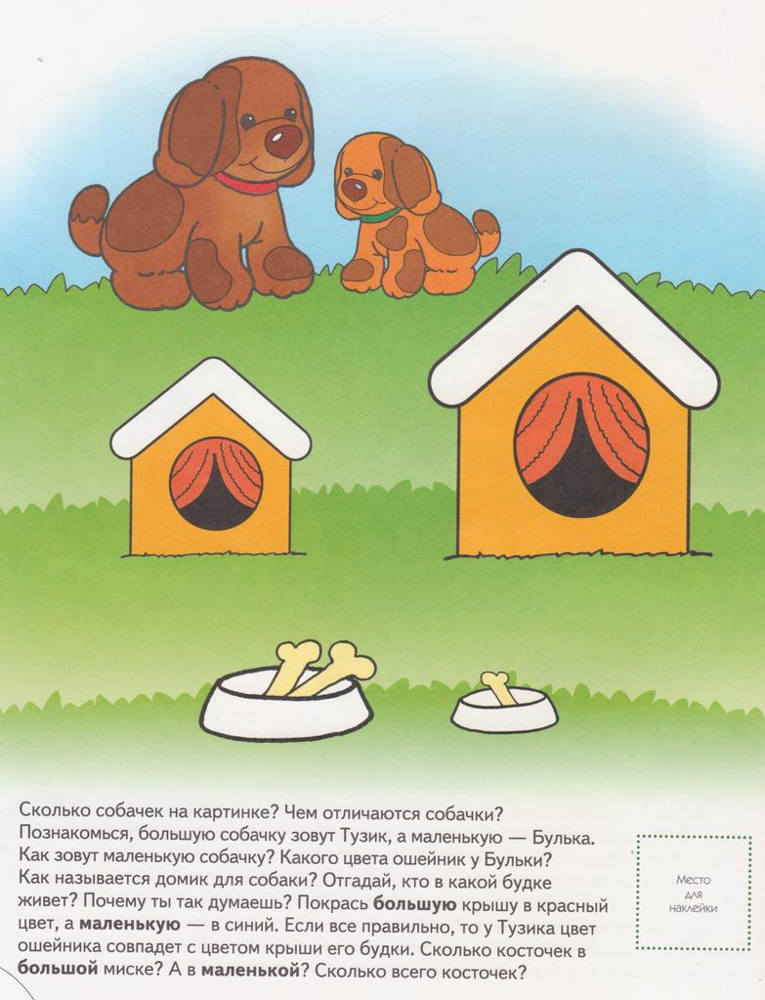 Сколько собачек на картинке? Чем отличаются собачки?
Познакомься, большую собачку зовут Тузик, а маленькую — Булька.
Как зовут маленькую собачку? Какого цвета ошейник у Бульки?
Как называется домик для собаки? Отгадай, кто в какой будке
живет? Почему ты так думаешь? Покрась большую крышу в красный
цвет, а маленькую — в синий. Если все правильно, то у Тузика цвет
ошейника совпадет с цветом крыши его будки. Сколько косточек в
большой миске? А в маленькой? Сколько всего косточек?
Место
для
наклейки